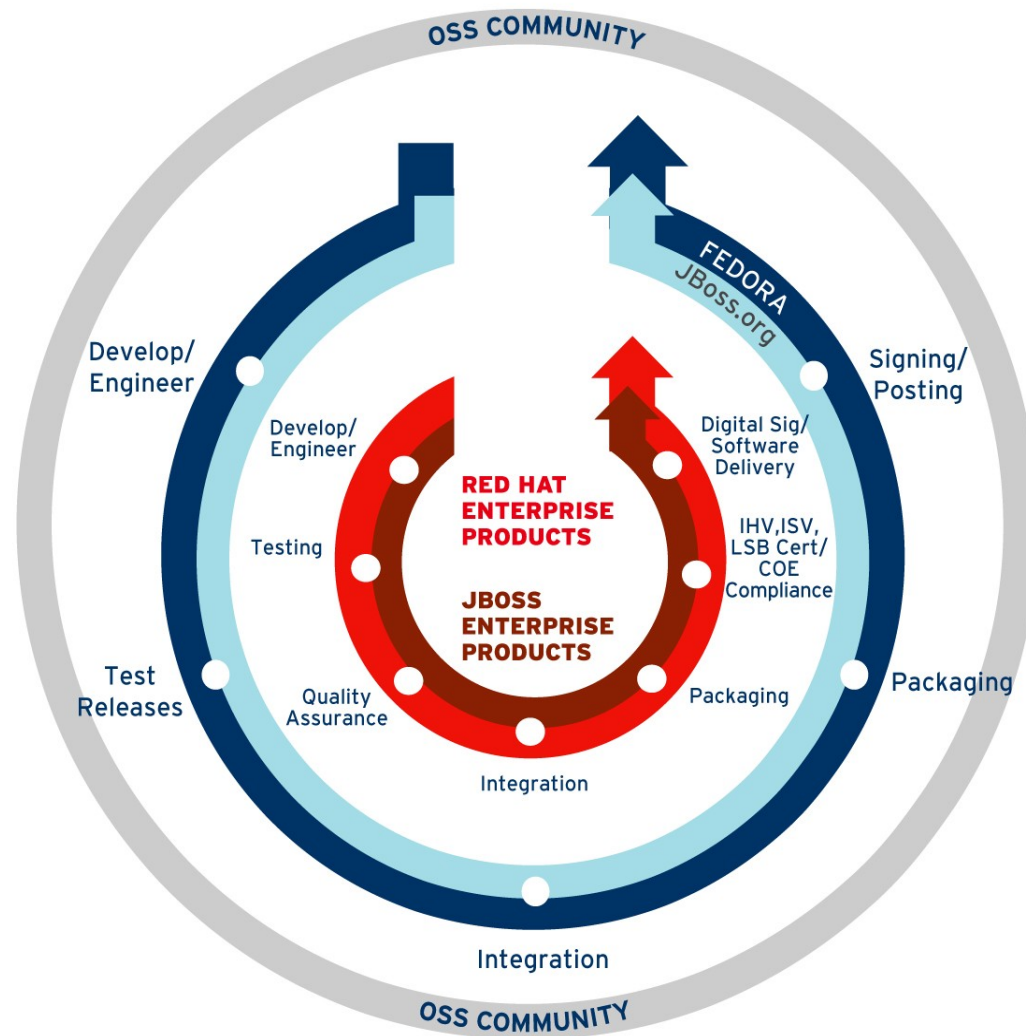 OSS COMMUNITY
FEDORA
JBoss.org
Develop/
Engineer
Signing/
Posting
Develop/
Engineer
Digital Sig/
Software
Delivery
RED HAT
ENTERPRISE
PRODUCTS
Testing
IHV,ISV,
LSB Cert/
COE
Compliance
JBOSS
ENTERPRISE
PRODUCTS
Test
Releases
Quality
Assurance
Packaging
Packaging
Integration
Integration
OSS COMMUNITY